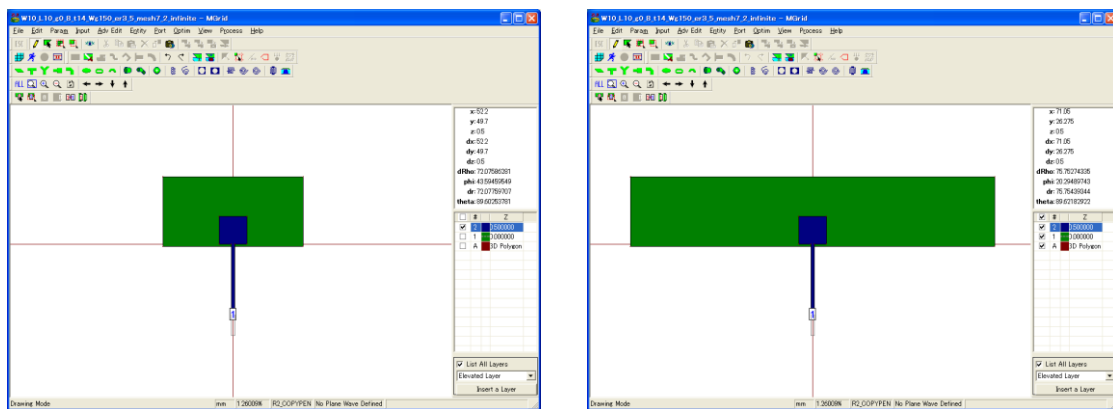 W10_L10_g0_B_t14_Wg150_er3_5_mesh7_2_infinite - MGrid
File Edit Param Input Adv Edit Entity Port Optim View Process Help
x:52.2
y:49.7
z:0.5
dx:52.2
dy:49.7
dz:0.5
dRho:72.07586281
phi:43.59459549
dr:72.07759707
theta:89.60253781
# Z
2 0.500000
1 0.000000
A 3D Polygon
1
List All Layers
Elevated Layer
Insert a Layer
Drawing Mode mm 1.26009% R2_COPYPEN No Plane Wave Defined
W10_L10_g0_B_t14_Wg150_er3_5_mesh7_2_infinite - MGrid
File Edit Param Input Adv Edit Entity Port Optim View Process Help
x:71.05
y:26.275
z:0.5
dx:71.05
dy:26.275
dz:0.5
dRho:75.75274335
phi:20.29489743
dr:75.75439344
theta:89.62182922
# Z
2 0.500000
1 0.000000
A 3D Polygon
1
List All Layers
Elevated Layer
Insert a Layer
Drawing Mode mm 1.26009% R2_COPYPEN No Plane Wave Defined